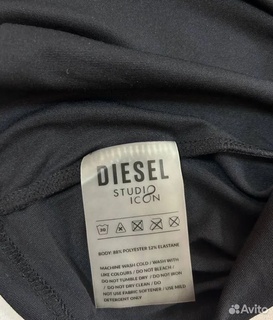 DIESEL
STUDIO
ICON
30
BODY: 88% POLYESTER 12% ELASTANE
MACHINE WASH COLD / WASH WITH
LIKE COLOURS / DO NOT BLEACH /
DO NOT TUMBLE DRY / DO NOT IRON
/ DO NOT DRY CLEAN / DO
NOT USE FABRIC SOFTENER / USE MILD
DETERGENT ONLY
Avito